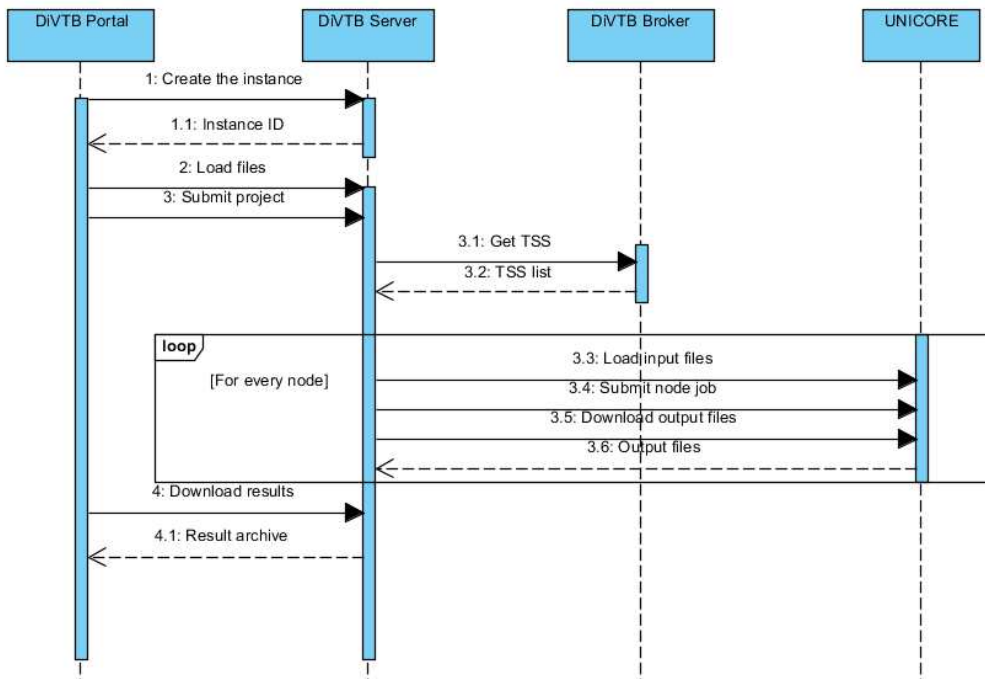 DiVTB Portal
DiVTB Server
DiVTB Broker
UNICORE
1: Create the instance
1.1: Instance ID
2: Load files
3: Submit project
3.1: Get TSS
3.2: TSS list
loop
[For every node]
3.3: Load input files
3.4: Submit node job
3.5: Download output files
3.6: Output files
4: Download results
4.1: Result archive